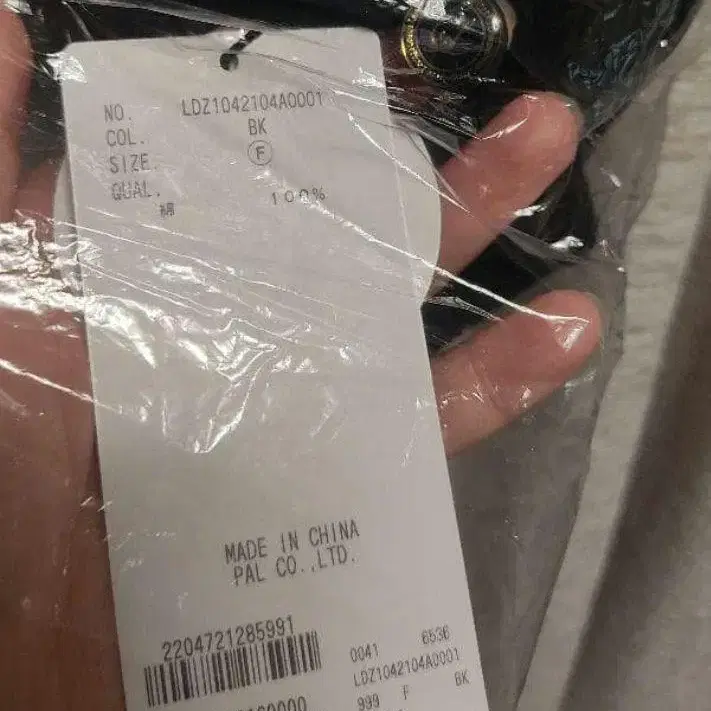 NO. LDZ1042104A0001
COL. BK
SIZE. F
QUAL.
綿 100%
MADE IN CHINA
PAL CO.,LTD.
2204721285991
0041 6536
LDZ1042104A0001
999 F BK